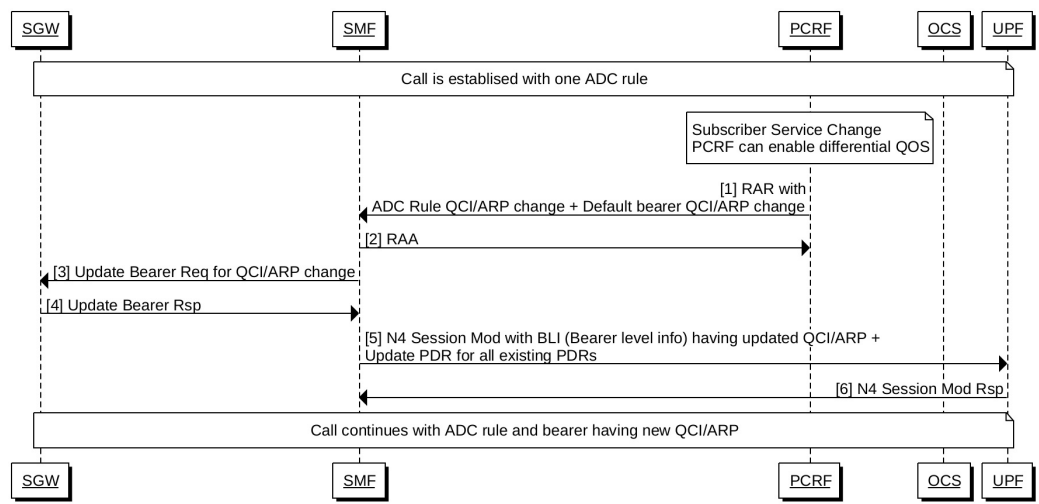 SGW SMF PCRF OCS UPF
Call is establised with one ADC rule
Subscriber Service Change
PCRF can enable differential QOS
[1] RAR with
ADC Rule QCI/ARP change + Default bearer QCI/ARP change
[2] RAA
[3] Update Bearer Req for QCI/ARP change
[4] Update Bearer Rsp
[5] N4 Session Mod with BLI (Bearer level info) having updated QCI/ARP +
Update PDR for all existing PDRs
[6] N4 Session Mod Rsp
Call continues with ADC rule and bearer having new QCI/ARP
SGW SMF PCRF OCS UPF